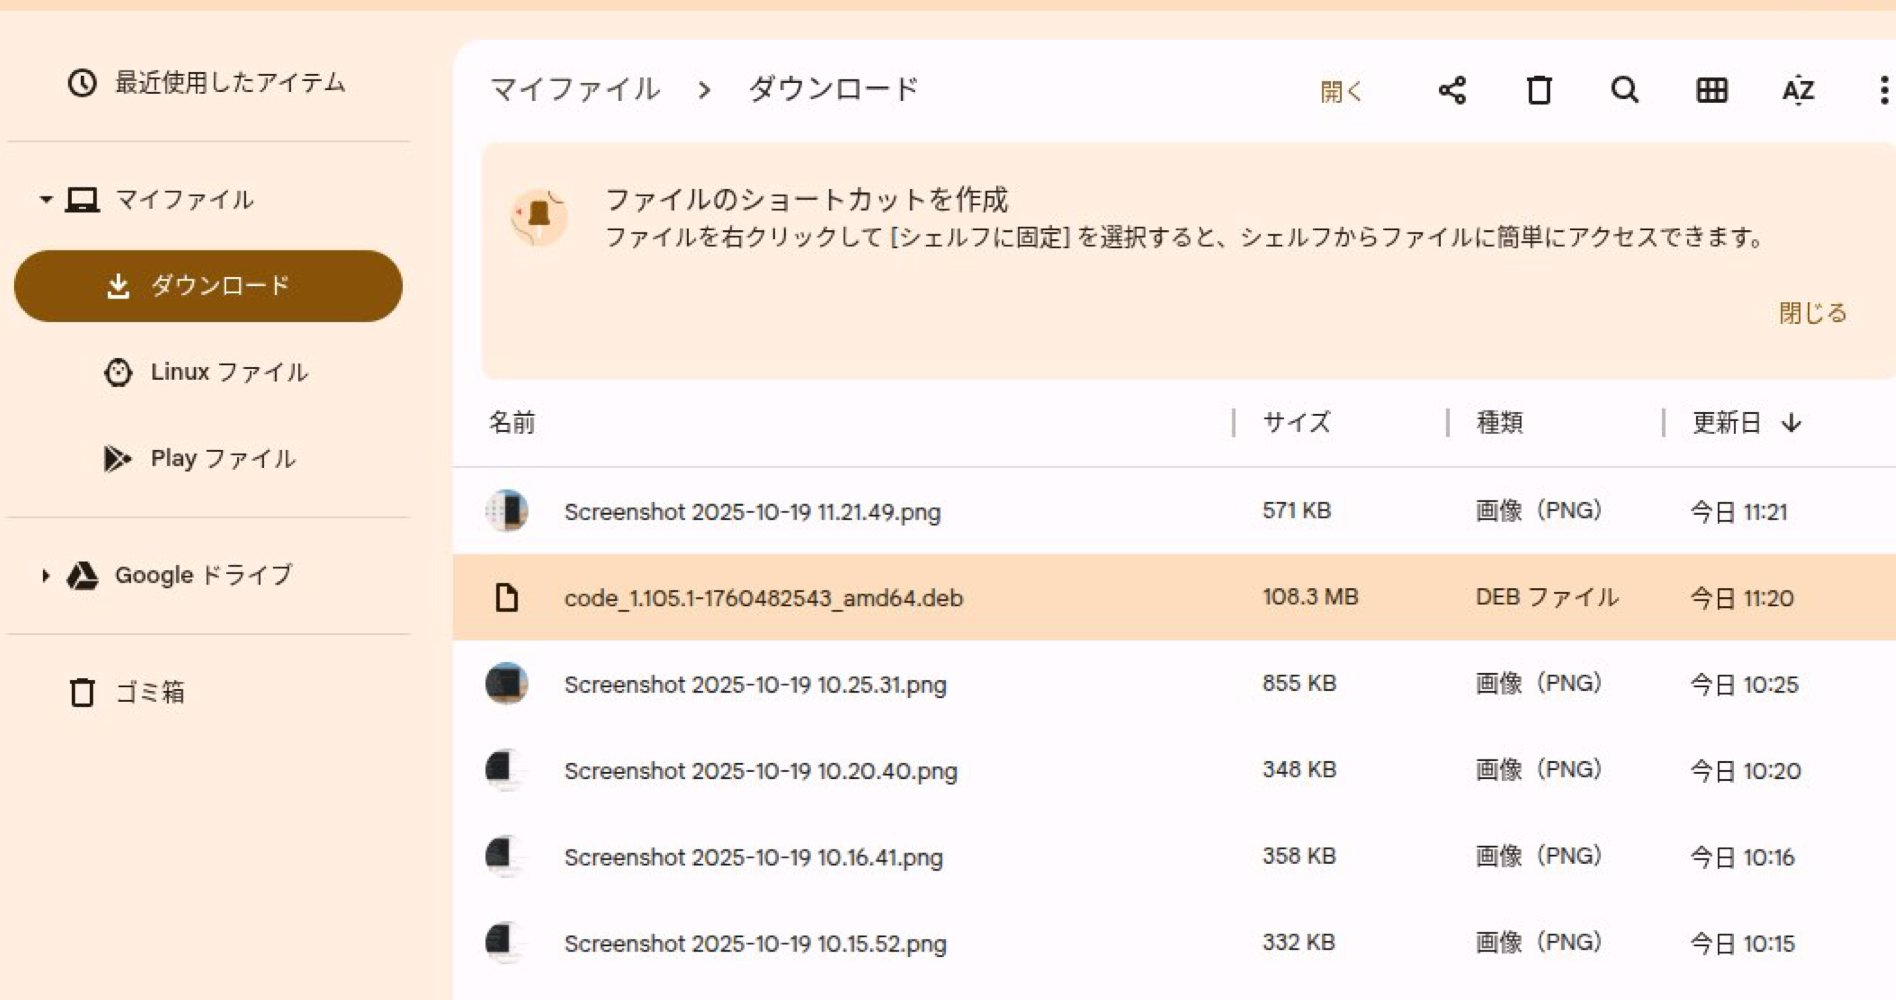 最近使用したアイテム
マイファイル
ダウンロード
Linux ファイル
Play ファイル
Google ドライブ
ゴミ箱
マイファイル > ダウンロード
開く
AZ
ファイルのショートカットを作成
ファイルを右クリックして [シェルフに固定] を選択すると、シェルフからファイルに簡単にアクセスできます。
閉じる
名前 サイズ 種類 更新日
Screenshot 2025-10-19 11.21.49.png 571 KB 画像（PNG） 今日 11:21
code_1.105.1-1760482543_amd64.deb 108.3 MB DEB ファイル 今日 11:20
Screenshot 2025-10-19 10.25.31.png 855 KB 画像（PNG） 今日 10:25
Screenshot 2025-10-19 10.20.40.png 348 KB 画像（PNG） 今日 10:20
Screenshot 2025-10-19 10.16.41.png 358 KB 画像（PNG） 今日 10:16
Screenshot 2025-10-19 10.15.52.png 332 KB 画像（PNG） 今日 10:15